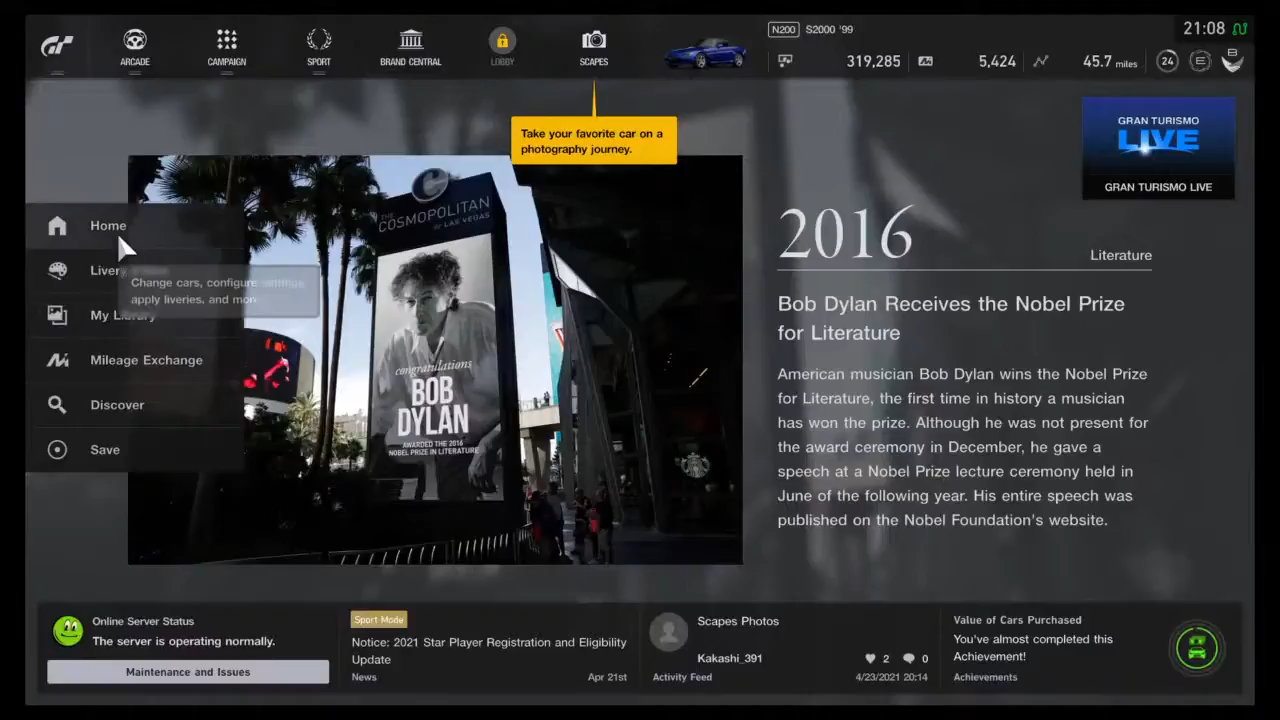 GT
ARCADE
CAMPAIGN
SPORT
BRAND CENTRAL
LOBBY
SCAPES
N200 S2000 '99
319,285
5,424
45.7 miles
24
E
B
21:08
Take your favorite car on a
photography journey.
GRAN TURISMO
LIVE
GRAN TURISMO LIVE
Home
Livery
Change cars, configure settings,
apply liveries, and more.
My Library
Mileage Exchange
Discover
Save
C
THE
COSMOPOLITAN
OF LAS VEGAS
congratulations
BOB
DYLAN
AWARDED THE 2016
NOBEL PRIZE IN LITERATURE
2016
Literature
Bob Dylan Receives the Nobel Prize
for Literature
American musician Bob Dylan wins the Nobel Prize
for Literature, the first time in history a musician
has won the prize. Although he was not present for
the award ceremony in December, he gave a
speech at a Nobel Prize lecture ceremony held in
June of the following year. His entire speech was
published on the Nobel Foundation's website.
Online Server Status
The server is operating normally.
Maintenance and Issues
Sport Mode
Notice: 2021 Star Player Registration and Eligibility
Update
News
Apr 21st
Scapes Photos
Kakashi_391
2
0
Activity Feed
4/23/2021 20:14
Value of Cars Purchased
You've almost completed this
Achievement!
Achievements